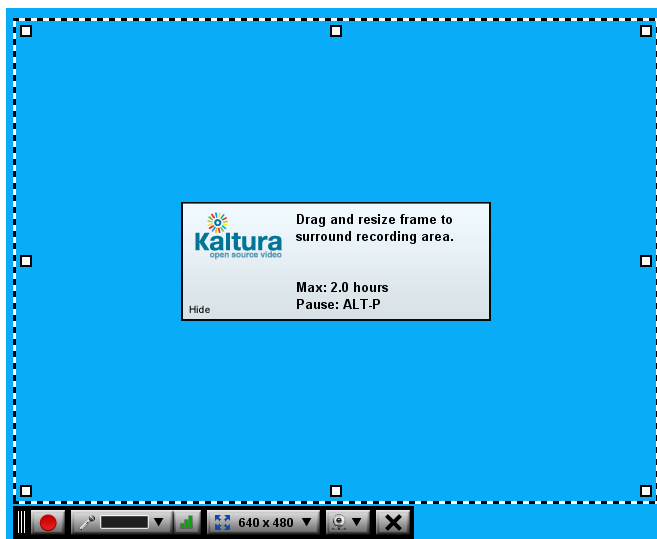 Drag and resize frame to
surround recording area.
Kaltura
open source video
Max: 2.0 hours
Pause: ALT-P
Hide
640 x 480